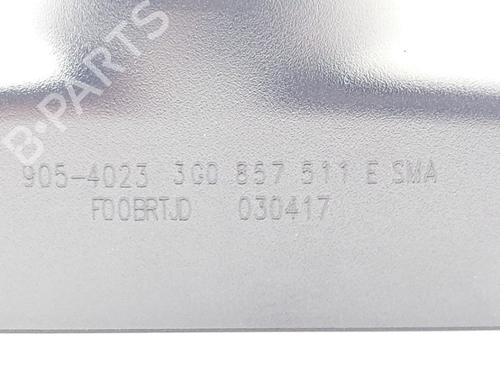 B-PARTS
905-4023 3G0 857 511 E SMA
F00BRTJD 030417